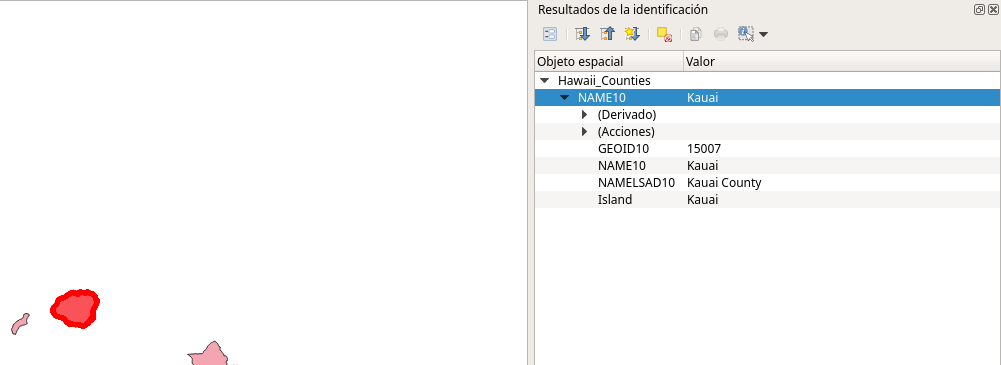 Resultados de la identificación
Objeto espacial Valor
Hawaii_Counties
NAME10 Kauai
(Derivado)
(Acciones)
GEOID10 15007
NAME10 Kauai
NAMELSAD10 Kauai County
Island Kauai